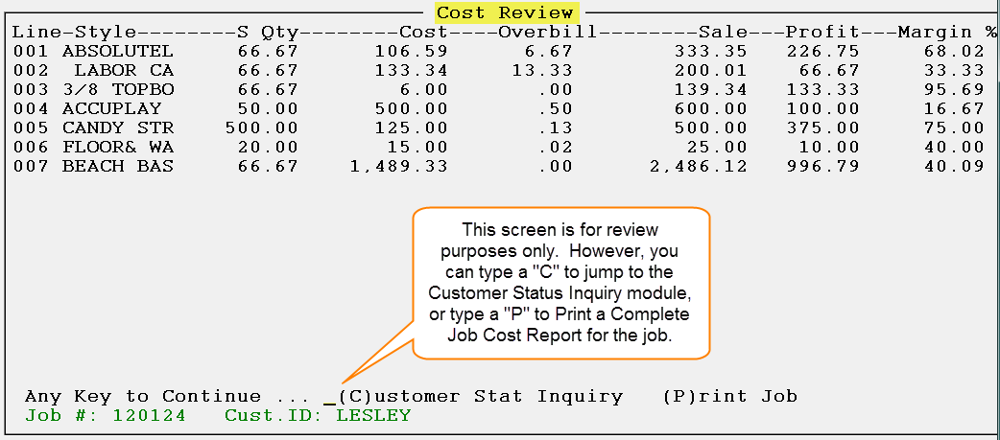 Cost Review
Line-Style--------S Qty--------Cost----Overbill--------Sale---Profit---Margin %
001 ABSOLUTEL 66.67 106.59 6.67 333.35 226.75 68.02
002 LABOR CA 66.67 133.34 13.33 200.01 66.67 33.33
003 3/8 TOPBO 66.67 6.00 .00 139.34 133.33 95.69
004 ACCUPLAY 50.00 500.00 .50 600.00 100.00 16.67
005 CANDY STR 500.00 125.00 .13 500.00 375.00 75.00
006 FLOOR& WA 20.00 15.00 .02 25.00 10.00 40.00
007 BEACH BAS 66.67 1,489.33 .00 2,486.12 996.79 40.09
This screen is for review
purposes only. However, you
can type a "C" to jump to the
Customer Status Inquiry module,
or type a "P" to Print a Complete
Job Cost Report for the job.
Any Key to Continue ... _(C)ustomer Stat Inquiry (P)rint Job
Job #: 120124 Cust.ID: LESLEY